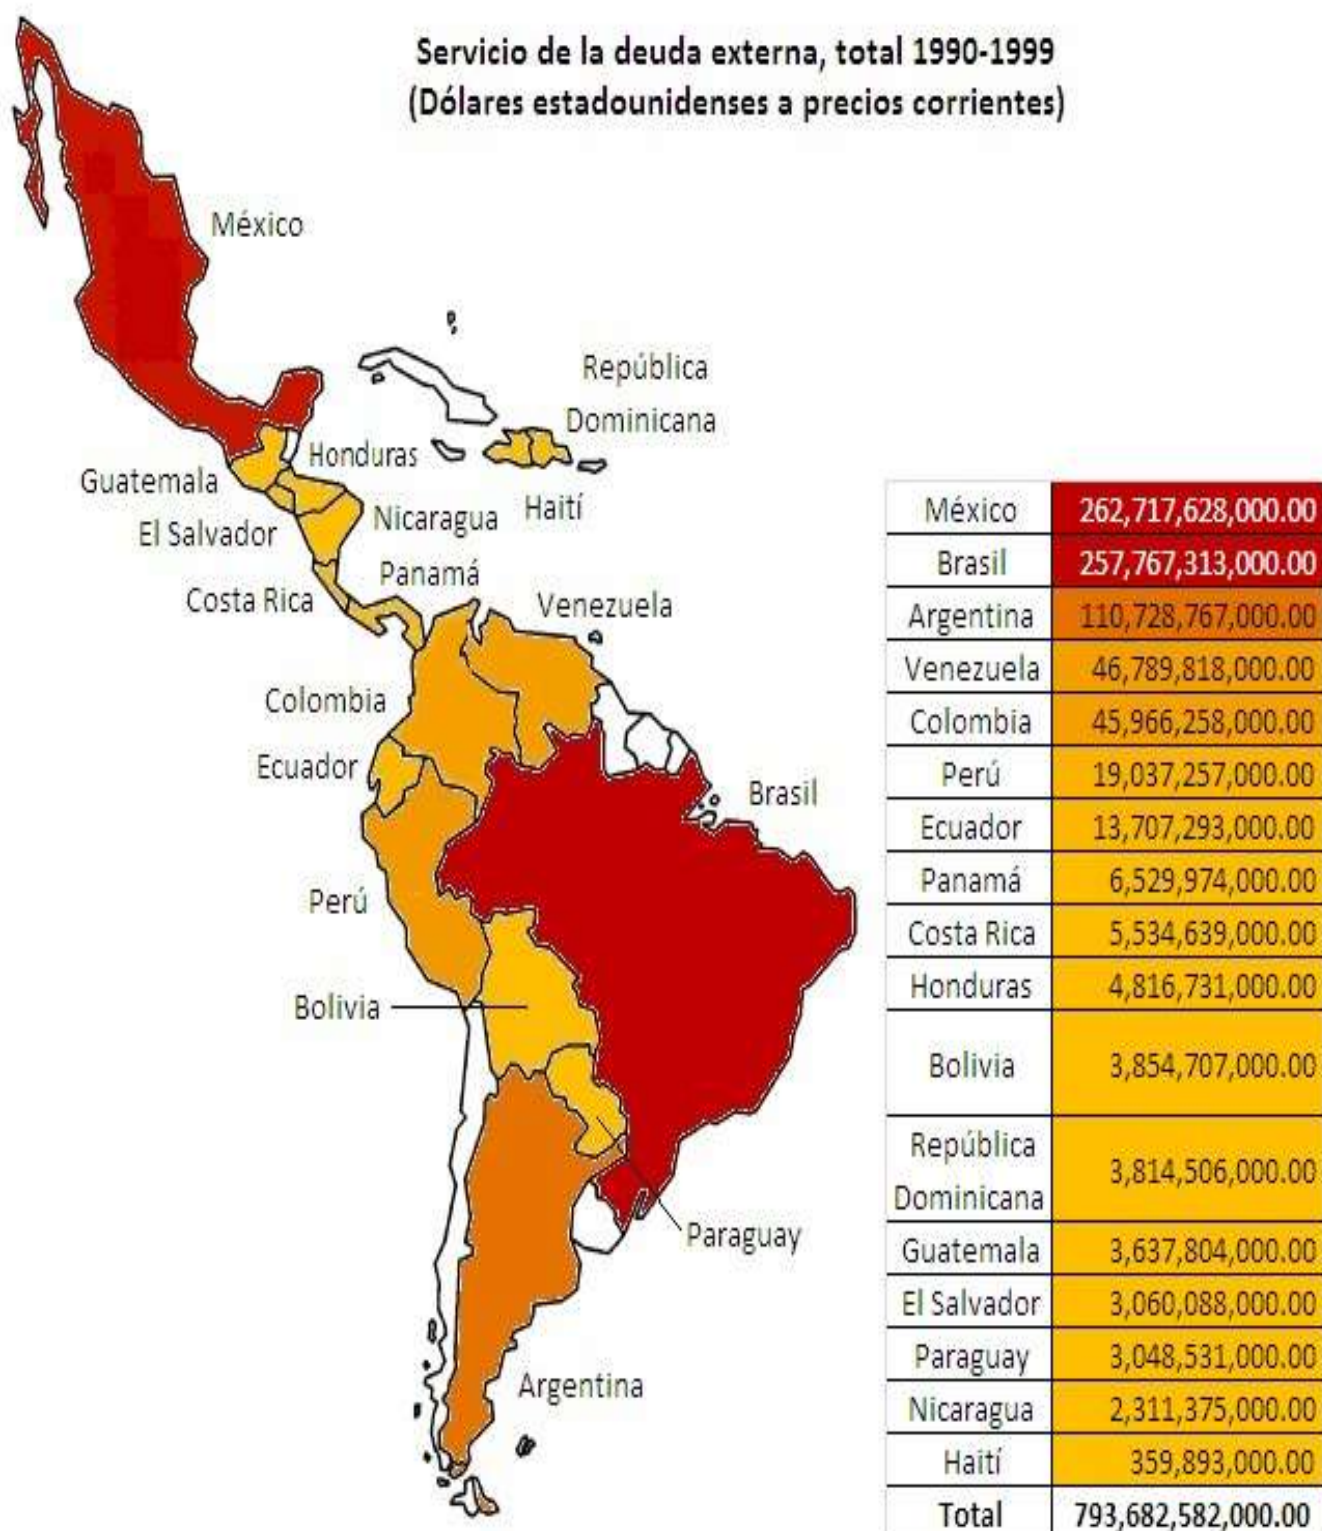 Servicio de la deuda externa, total 1990-1999
(Dólares estadounidenses a precios corrientes)
México
República
Dominicana
Honduras
Guatemala
Haití
Nicaragua
El Salvador
Panamá
Costa Rica
Venezuela
Colombia
Ecuador
Brasil
Perú
Bolivia
Paraguay
Argentina
México 262,717,628,000.00
Brasil 257,767,313,000.00
Argentina 110,728,767,000.00
Venezuela 46,789,818,000.00
Colombia 45,966,258,000.00
Perú 19,037,257,000.00
Ecuador 13,707,293,000.00
Panamá 6,529,974,000.00
Costa Rica 5,534,639,000.00
Honduras 4,816,731,000.00
Bolivia 3,854,707,000.00
República
Dominicana 3,814,506,000.00
Guatemala 3,637,804,000.00
El Salvador 3,060,088,000.00
Paraguay 3,048,531,000.00
Nicaragua 2,311,375,000.00
Haití 359,893,000.00
Total 793,682,582,000.00